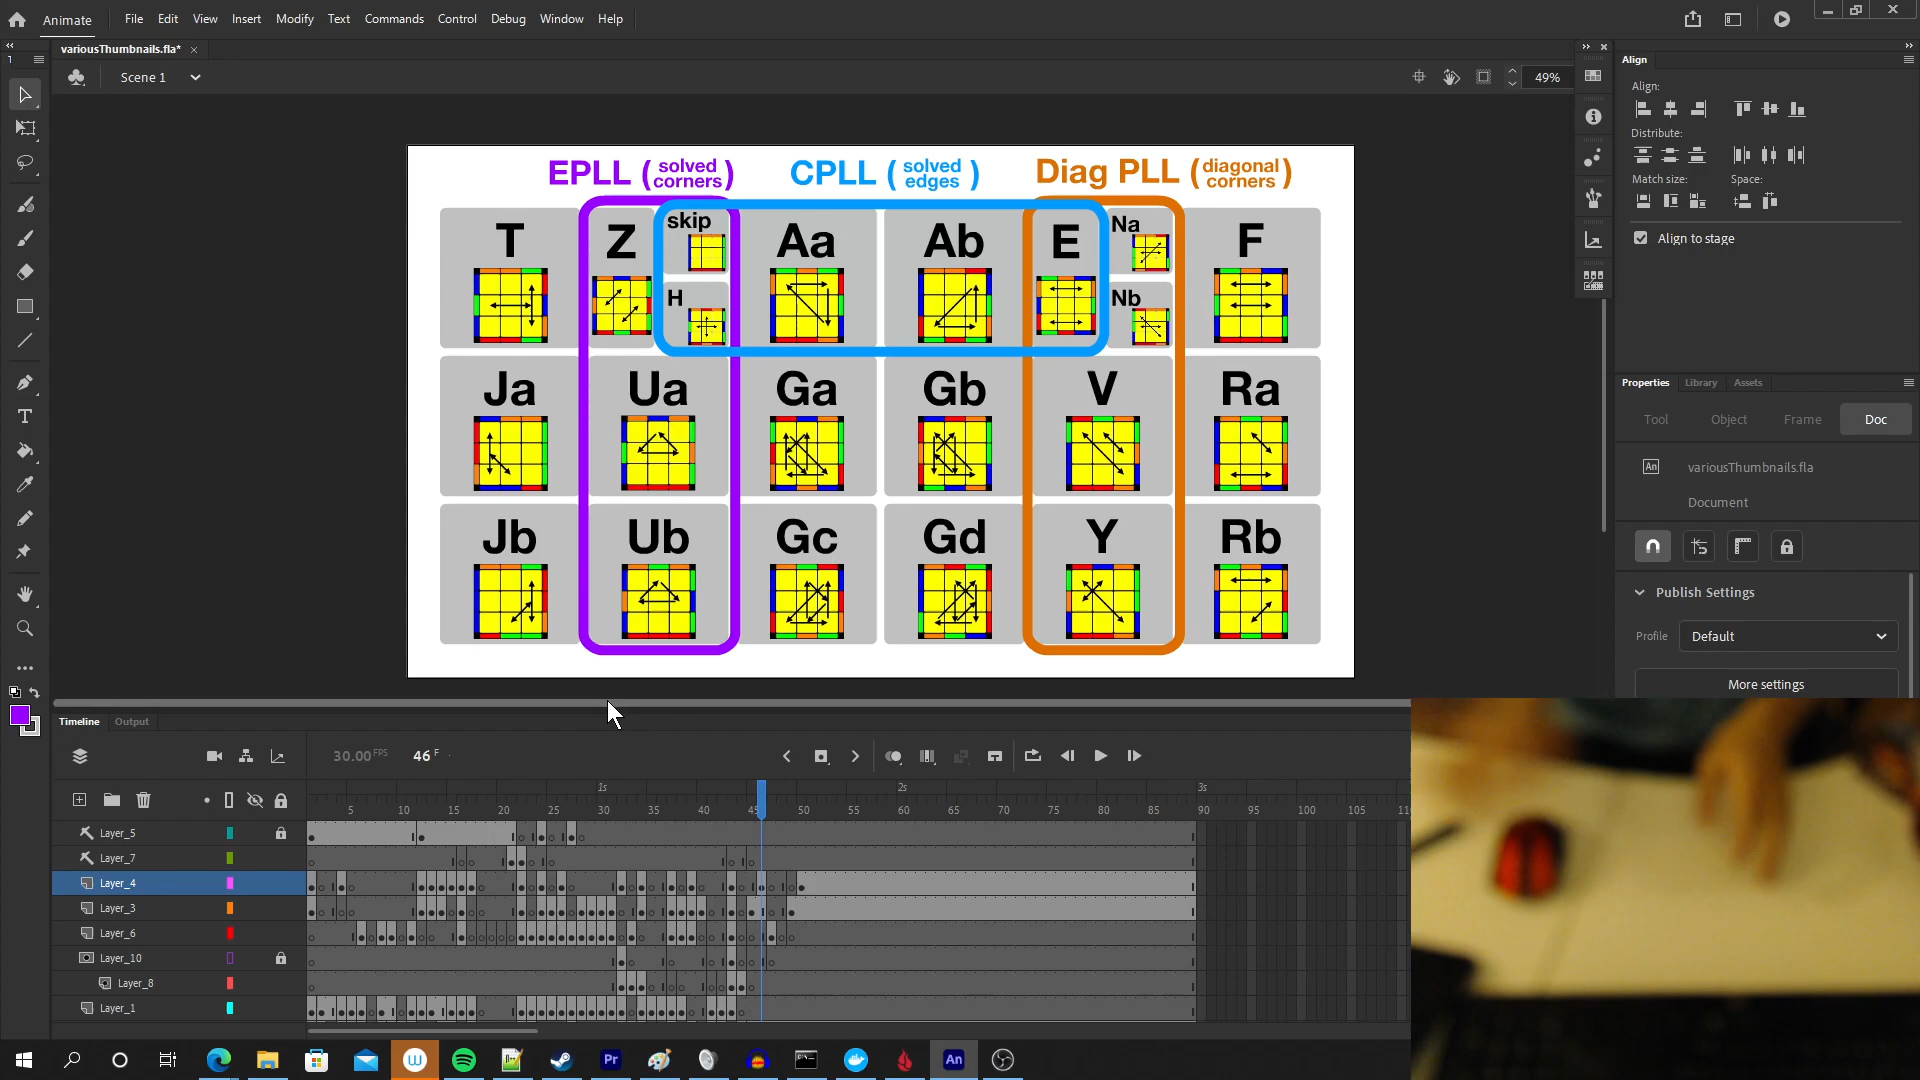 Animate File Edit View Insert Modify Text Commands Control Debug Window Help
variousThumbnails.fla*
1
Scene 1
49%
EPLL ( solved corners )
CPLL ( solved edges )
Diag PLL ( diagonal corners )
T Z skip Aa Ab E Na F
H Nb
Ja Ua Ga Gb V Ra
Jb Ub Gc Gd Y Rb
Align
Align:
Distribute:
Match size: Space:
Align to stage
Properties Library Assets
Tool Object Frame Doc
An variousThumbnails.fla
Document
Publish Settings
Profile Default
More settings
Timeline Output
30.00 FPS 46 F
1s 2s 3s
5 10 15 20 25 30 35 40 45 50 55 60 65 70 75 80 85 90 95 100 105 110
Layer_5
Layer_7
Layer_4
Layer_3
Layer_6
Layer_10
Layer_8
Layer_1
Pr An